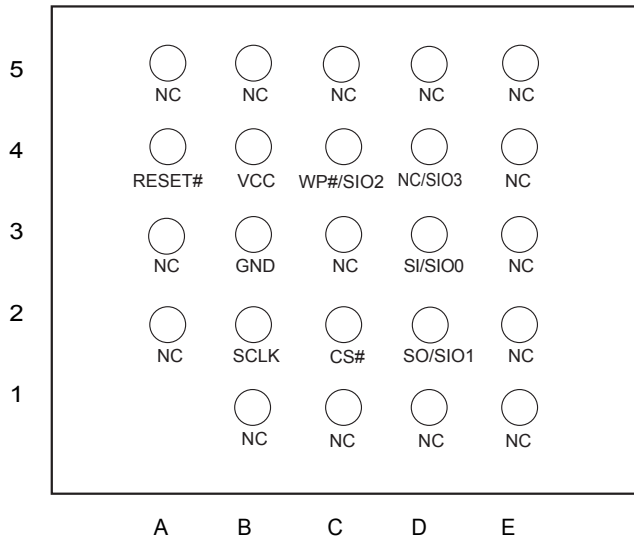 5
NC NC NC NC NC
4
RESET# VCC WP#/SIO2 NC/SIO3 NC
3
NC GND NC SI/SIO0 NC
2
NC SCLK CS# SO/SIO1 NC
1
NC NC NC NC
A B C D E